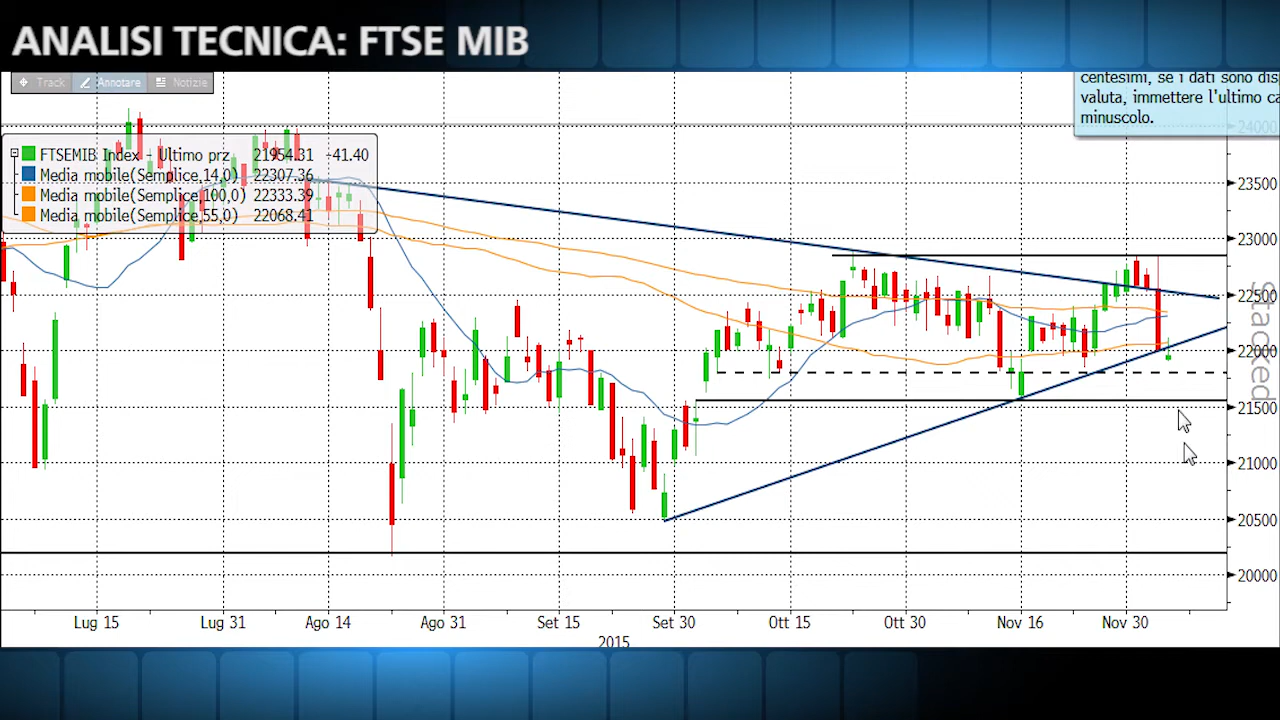 ANALISI TECNICA: FTSE MIB
Track Annotare Notizie
centesimi, se i dati sono dis
valuta, immettere l'ultimo ca
minuscolo.
FTSEMIB Index - Ultimo prz 21954.31 -41.40
Media mobile(Semplice,14,0) 22307.36
Media mobile(Semplice,100,0) 22333.39
Media mobile(Semplice,55,0) 22068.41
24000
23500
23000
22500
22000
21500
21000
20500
20000
Lug 15 Lug 31 Ago 14 Ago 31 Set 15 Set 30 Ott 15 Ott 30 Nov 16 Nov 30
2015